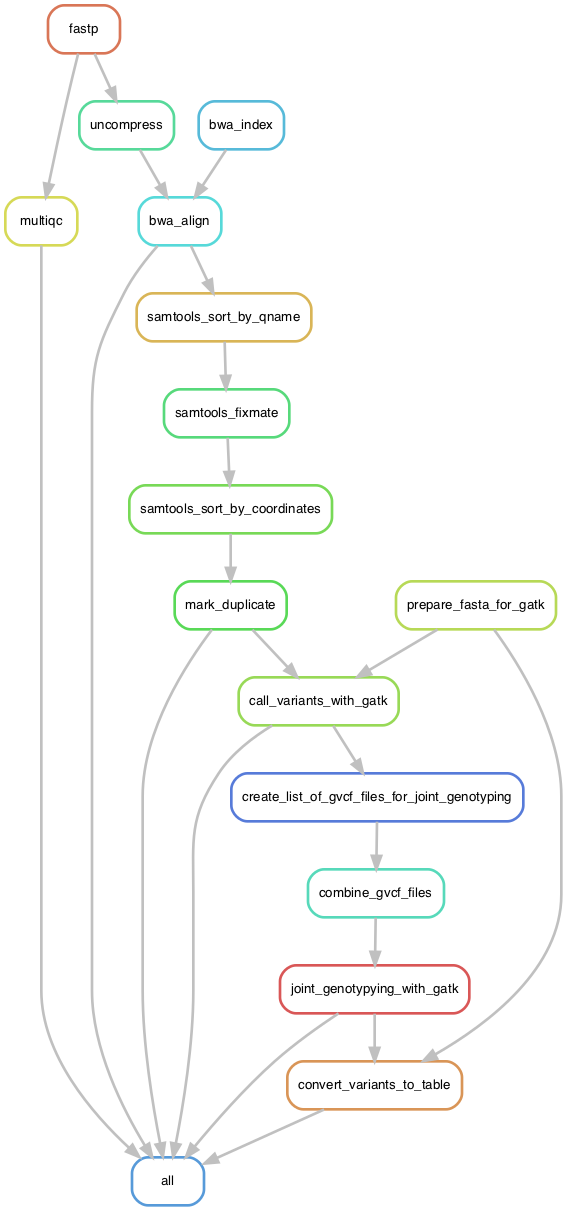 fastp
uncompress
bwa_index
multiqc
bwa_align
samtools_sort_by_qname
samtools_fixmate
samtools_sort_by_coordinates
mark_duplicate
prepare_fasta_for_gatk
call_variants_with_gatk
create_list_of_gvcf_files_for_joint_genotyping
combine_gvcf_files
joint_genotypying_with_gatk
convert_variants_to_table
all